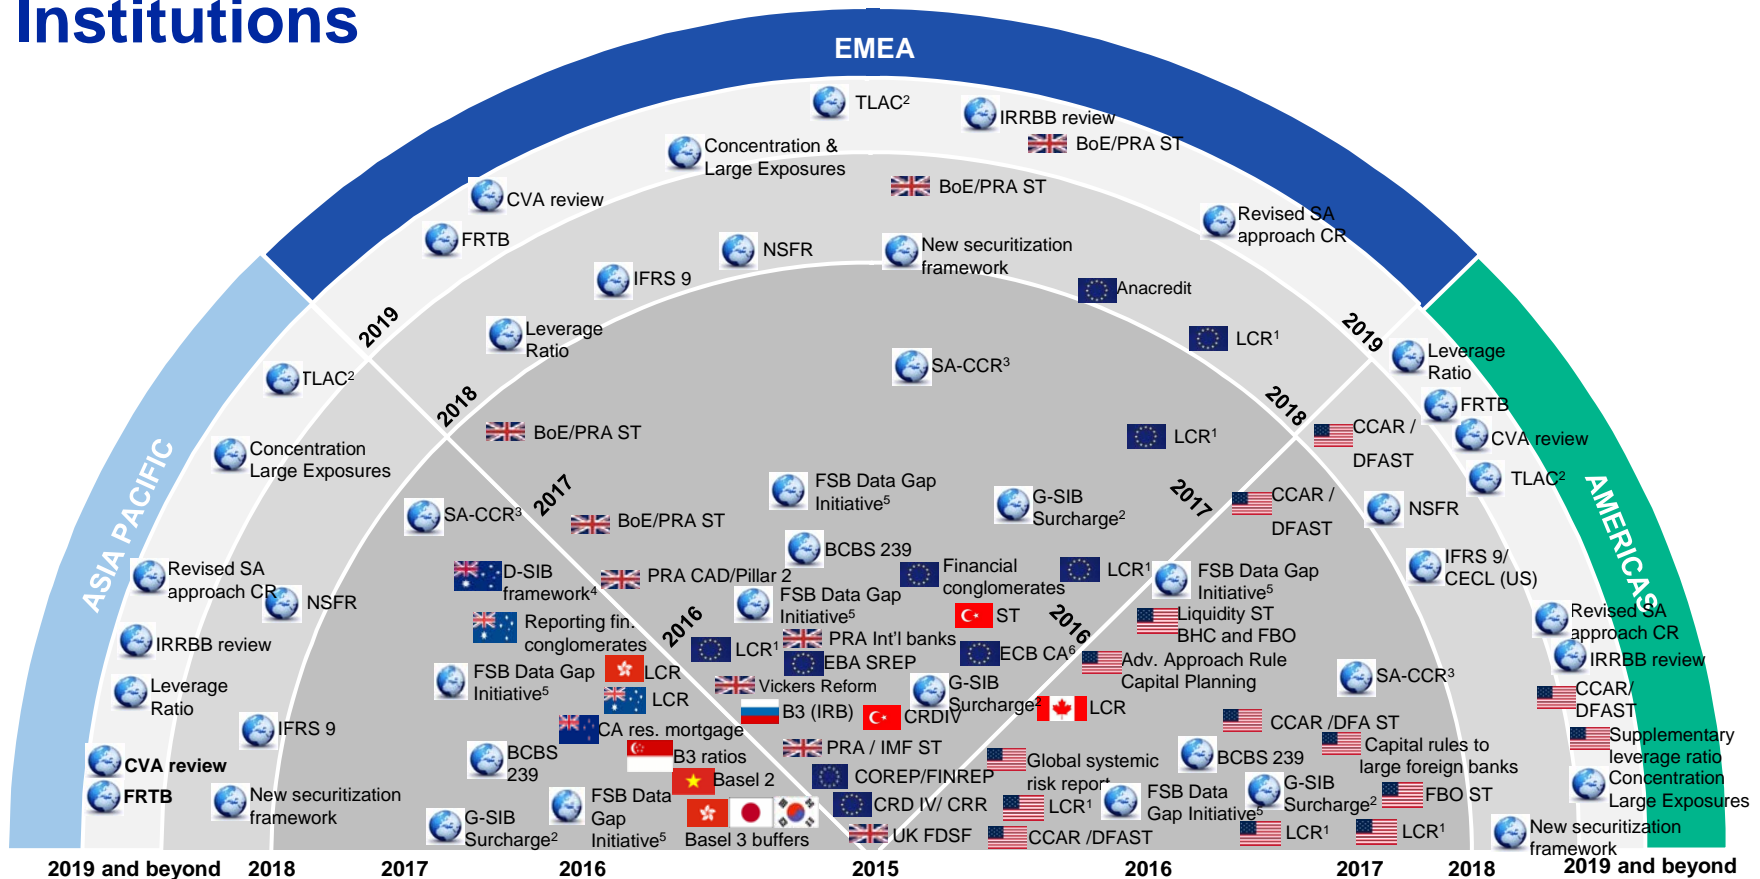 Institutions
EMEA
TLAC²
IRRBB review
BoE/PRA ST
Concentration &
Large Exposures
BoE/PRA ST
CVA review
Revised SA
approach CR
FRTB
NSFR
New securitization
framework
IFRS 9
Anacredit
2019
Leverage
Ratio
LCR¹
2019
SA-CCR³
2018
2018
BoE/PRA ST
LCR¹
2017
FSB Data Gap
Initiative⁵
G-SIB
Surcharge²
2017
BoE/PRA ST
BCBS 239
PRA CAD/Pillar 2
Financial
conglomerates
LCR¹
FSB Data Gap
Initiative⁵
ST
2016
2016
PRA Int'l banks
LCR¹
EBA SREP
ECB CA⁶
Vickers Reform
G-SIB
Surcharge²
B3 (IRB)
CRDIV
PRA / IMF ST
COREP/FINREP
CRD IV/ CRR
UK FDSF
ASIA PACIFIC
TLAC²
Concentration
Large Exposures
SA-CCR³
Revised SA
approach CR
NSFR
D-SIB
framework⁴
Reporting fin.
conglomerates
IRRBB review
FSB Data Gap
Initiative⁵
LCR
LCR
Leverage
Ratio
IFRS 9
CA res. mortgage
BCBS
239
B3 ratios
CVA review
Basel 2
FRTB
New securitization
framework
FSB Data
Gap
Initiative⁵
G-SIB
Surcharge²
Basel 3 buffers
AMERICAS
Leverage
Ratio
FRTB
CCAR /
DFAST
CVA review
TLAC²
CCAR /
DFAST
NSFR
IFRS 9/
CECL (US)
FSB Data Gap
Initiative⁵
Liquidity ST
BHC and FBO
Revised SA
approach CR
Adv. Approach Rule
Capital Planning
IRRBB review
SA-CCR³
CCAR/
DFAST
LCR
CCAR /DFA ST
Supplementary
leverage ratio
Capital rules to
large foreign banks
Global systemic
risk report
BCBS 239
Concentration
Large Exposures
G-SIB
Surcharge²
FBO ST
FSB Data
Gap Initiative⁵
LCR¹
CCAR /DFAST
LCR¹
LCR¹
New securitization
framework
2019 and beyond 2018 2017 2016 2015 2016 2017 2018 2019 and beyond